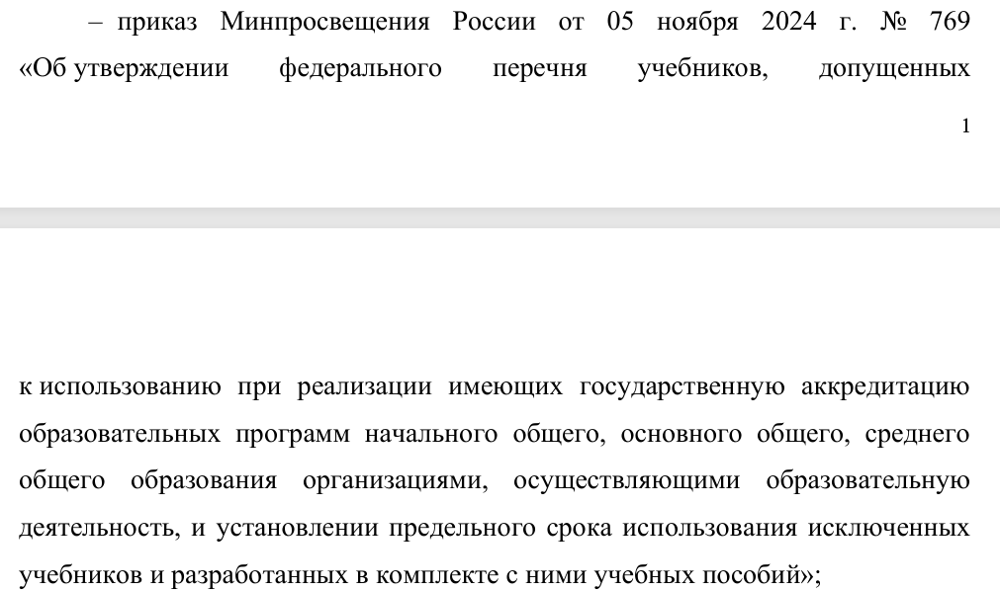 – приказ Минпросвещения России от 05 ноября 2024 г. № 769
«Об утверждении федерального перечня учебников, допущенных
1
к использованию при реализации имеющих государственную аккредитацию
образовательных программ начального общего, основного общего, среднего
общего образования организациями, осуществляющими образовательную
деятельность, и установлении предельного срока использования исключенных
учебников и разработанных в комплекте с ними учебных пособий»;